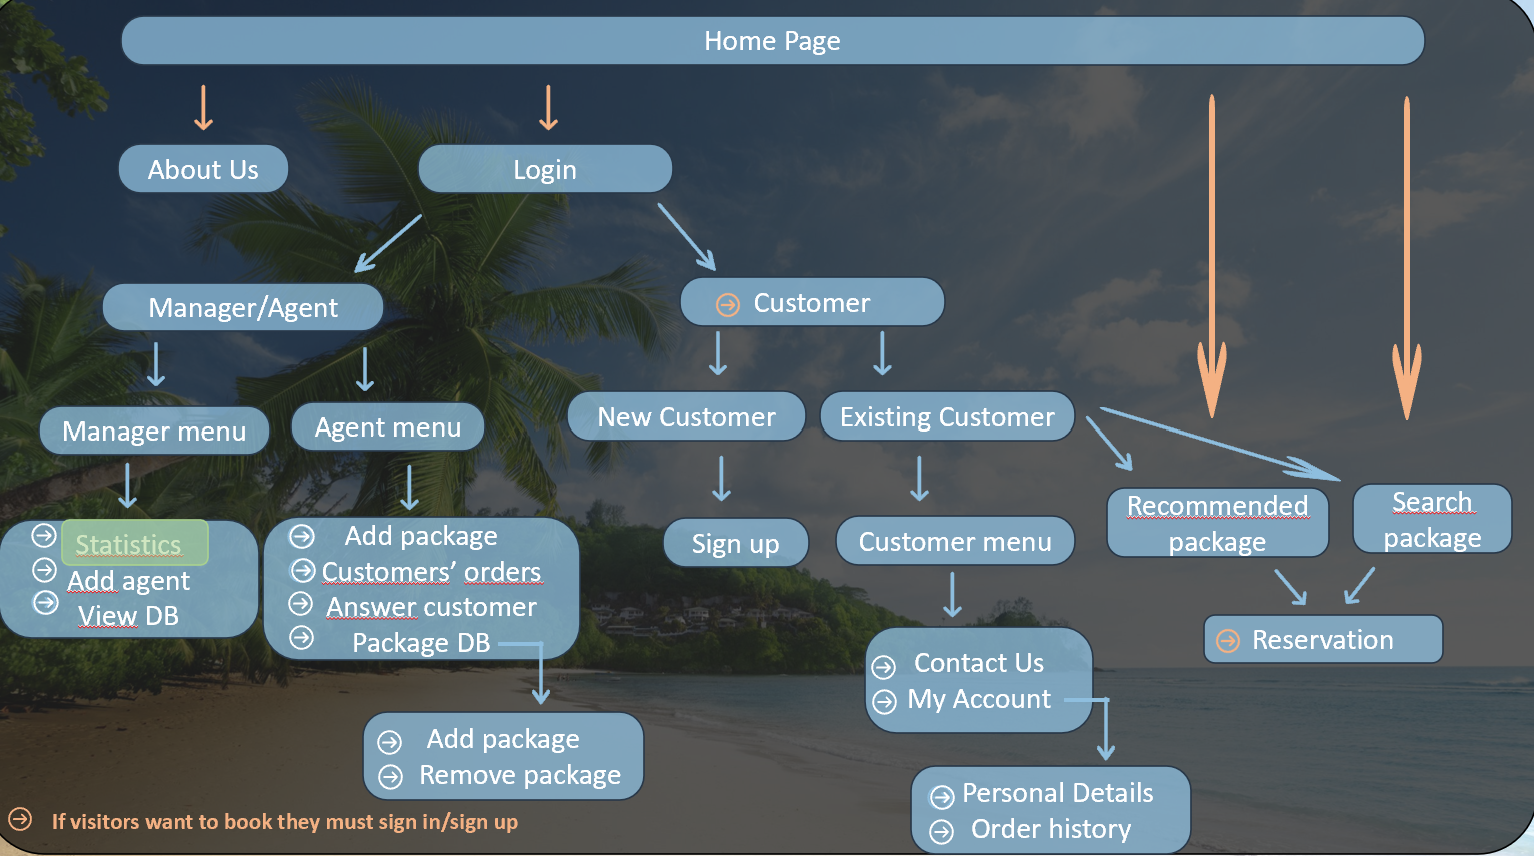 Home Page
About Us
Login
Manager/Agent
Customer
Manager menu
Agent menu
New Customer
Existing Customer
Statistics
Add agent
View DB
Add package
Customers’ orders
Answer customer
Package DB
Sign up
Customer menu
Recommended
package
Search
package
Contact Us
My Account
Reservation
Add package
Remove package
Personal Details
Order history
If visitors want to book they must sign in/sign up